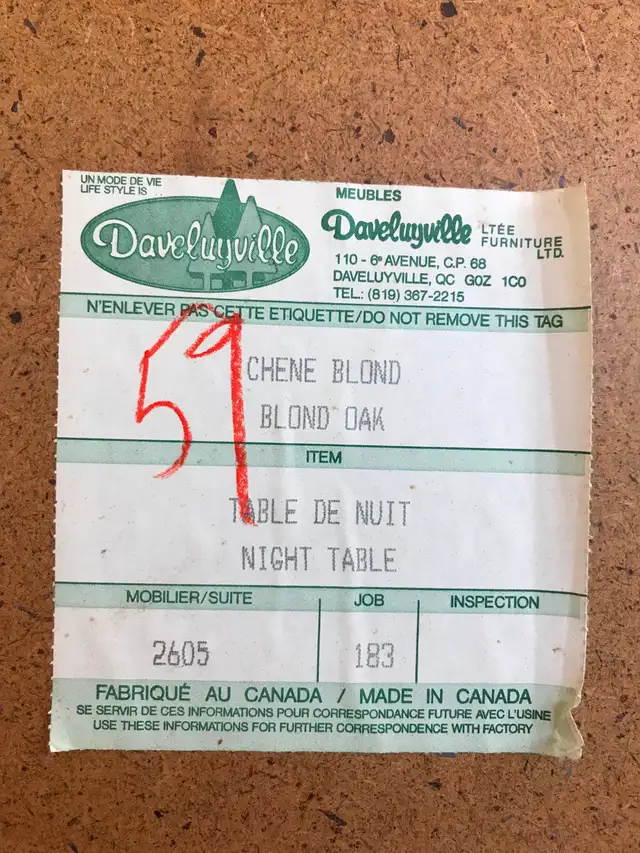 UN MODE DE VIE
LIFE STYLE IS
Daveluyville
MEUBLES
Daveluyville LTÉE
FURNITURE
LTD.
110 - 6e AVENUE, C.P. 68
DAVELUYVILLE, QC G0Z 1C0
TEL.: (819) 367-2215
N'ENLEVER PAS CETTE ETIQUETTE/DO NOT REMOVE THIS TAG
59
CHENE BLOND
BLOND OAK
ITEM
TABLE DE NUIT
NIGHT TABLE
MOBILIER/SUITE JOB INSPECTION
2605 183
FABRIQUÉ AU CANADA / MADE IN CANADA
SE SERVIR DE CES INFORMATIONS POUR CORRESPONDANCE FUTURE AVEC L'USINE
USE THESE INFORMATIONS FOR FURTHER CORRESPONDENCE WITH FACTORY